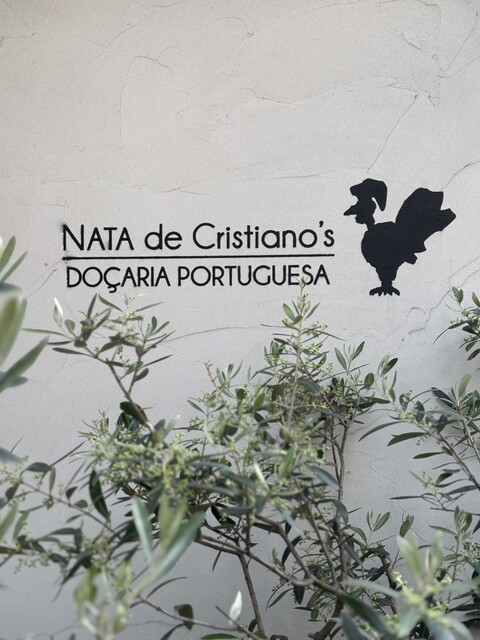 NATA de Cristiano's
DOÇARIA PORTUGUESA